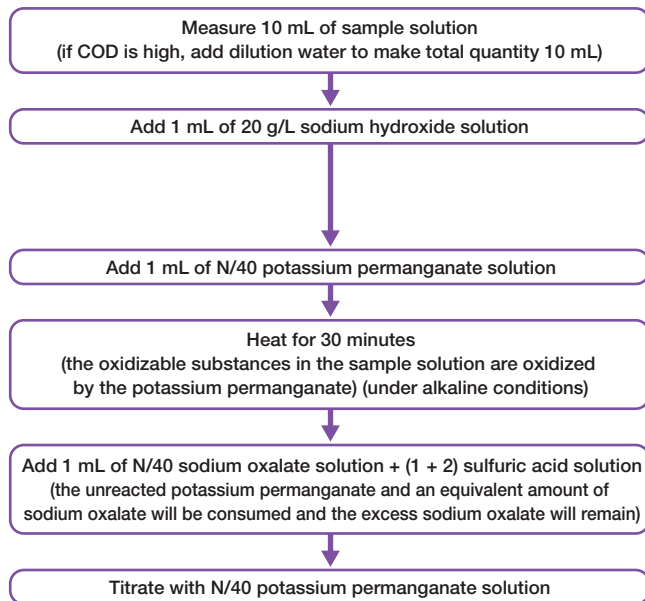 Measure 10 mL of sample solution
(if COD is high, add dilution water to make total quantity 10 mL)
Add 1 mL of 20 g/L sodium hydroxide solution
Add 1 mL of N/40 potassium permanganate solution
Heat for 30 minutes
(the oxidizable substances in the sample solution are oxidized
by the potassium permanganate) (under alkaline conditions)
Add 1 mL of N/40 sodium oxalate solution + (1 + 2) sulfuric acid solution
(the unreacted potassium permanganate and an equivalent amount of
sodium oxalate will be consumed and the excess sodium oxalate will remain)
Titrate with N/40 potassium permanganate solution